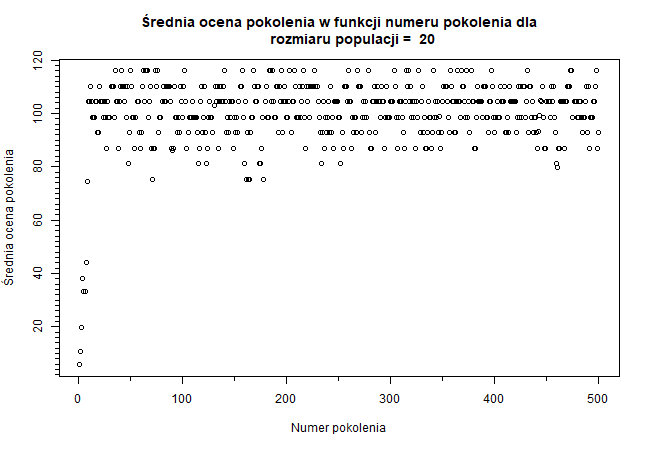 Średnia ocena pokolenia w funkcji numeru pokolenia dla
rozmiaru populacji = 20
Średnia ocena pokolenia
120
100
80
60
40
20
0 100 200 300 400 500
Numer pokolenia